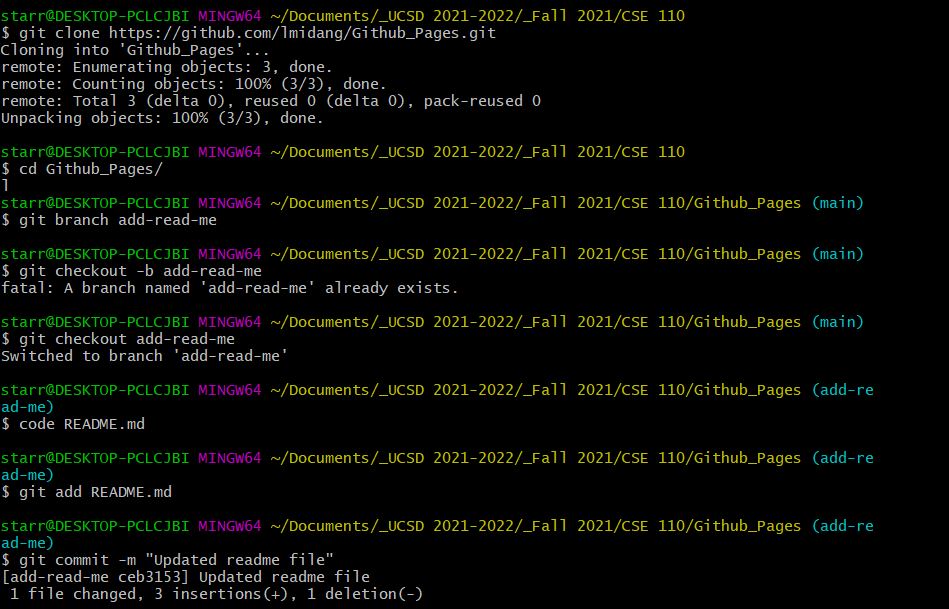 starr@DESKTOP-PCLCJBI MINGW64 ~/Documents/_UCSD 2021-2022/_Fall 2021/CSE 110
$ git clone https://github.com/lmidang/Github_Pages.git
Cloning into 'Github_Pages'...
remote: Enumerating objects: 3, done.
remote: Counting objects: 100% (3/3), done.
remote: Total 3 (delta 0), reused 0 (delta 0), pack-reused 0
Unpacking objects: 100% (3/3), done.
starr@DESKTOP-PCLCJBI MINGW64 ~/Documents/_UCSD 2021-2022/_Fall 2021/CSE 110
$ cd Github_Pages/
l
starr@DESKTOP-PCLCJBI MINGW64 ~/Documents/_UCSD 2021-2022/_Fall 2021/CSE 110/Github_Pages (main)
$ git branch add-read-me
starr@DESKTOP-PCLCJBI MINGW64 ~/Documents/_UCSD 2021-2022/_Fall 2021/CSE 110/Github_Pages (main)
$ git checkout -b add-read-me
fatal: A branch named 'add-read-me' already exists.
starr@DESKTOP-PCLCJBI MINGW64 ~/Documents/_UCSD 2021-2022/_Fall 2021/CSE 110/Github_Pages (main)
$ git checkout add-read-me
Switched to branch 'add-read-me'
starr@DESKTOP-PCLCJBI MINGW64 ~/Documents/_UCSD 2021-2022/_Fall 2021/CSE 110/Github_Pages (add-re
ad-me)
$ code README.md
starr@DESKTOP-PCLCJBI MINGW64 ~/Documents/_UCSD 2021-2022/_Fall 2021/CSE 110/Github_Pages (add-re
ad-me)
$ git add README.md
starr@DESKTOP-PCLCJBI MINGW64 ~/Documents/_UCSD 2021-2022/_Fall 2021/CSE 110/Github_Pages (add-re
ad-me)
$ git commit -m "Updated readme file"
[add-read-me ceb3153] Updated readme file
 1 file changed, 3 insertions(+), 1 deletion(-)